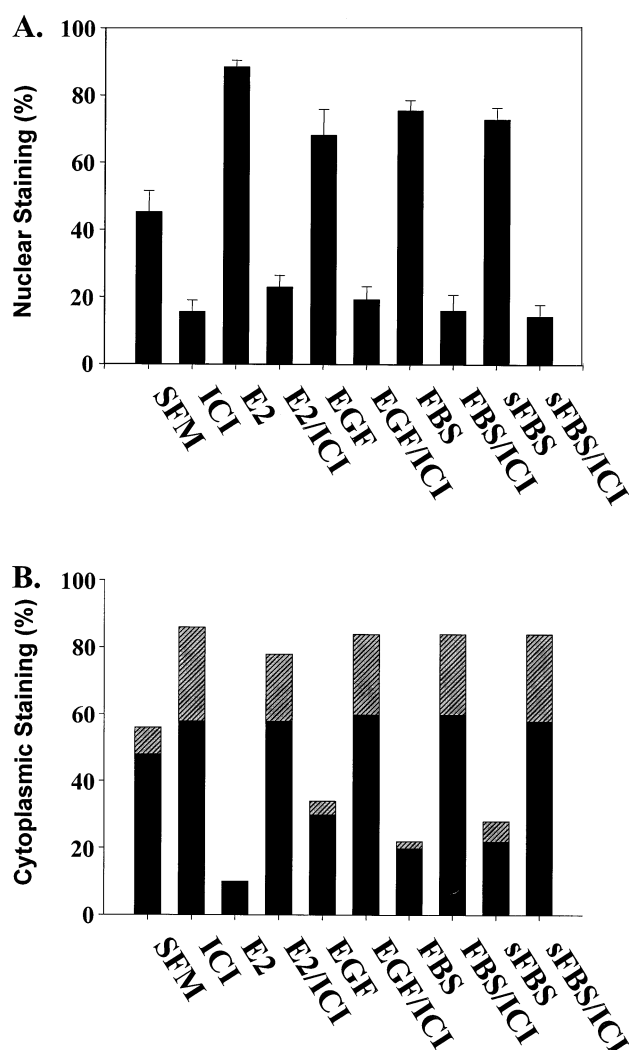 A.
Nuclear Staining (%)
100
80
60
40
20
0
SFM
ICI
E2
E2/ICI
EGF
EGF/ICI
FBS
FBS/ICI
sFBS
sFBS/ICI
B.
Cytoplasmic Staining (%)
100
80
60
40
20
0
SFM
ICI
E2
E2/ICI
EGF
EGF/ICI
FBS
FBS/ICI
sFBS
sFBS/ICI